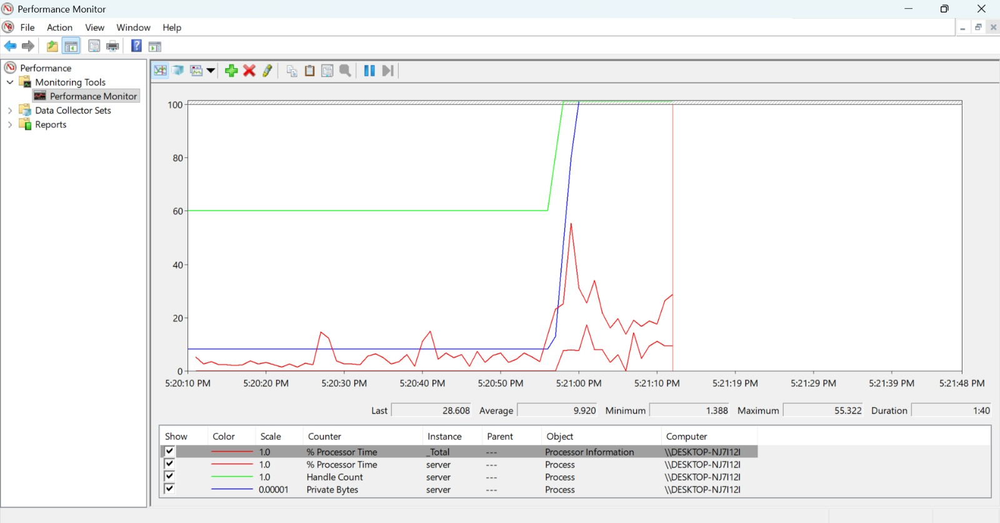 Performance Monitor
File Action View Window Help
Performance
Monitoring Tools
Performance Monitor
Data Collector Sets
Reports
100
80
60
40
20
0
5:20:10 PM 5:20:20 PM 5:20:30 PM 5:20:40 PM 5:20:50 PM 5:21:00 PM 5:21:10 PM 5:21:19 PM 5:21:29 PM 5:21:39 PM 5:21:48 PM
Last 28.608 Average 9.920 Minimum 1.388 Maximum 55.322 Duration 1:40
Show Color Scale Counter Instance Parent Object Computer
1.0 % Processor Time _Total --- Processor Information \\DESKTOP-NJ7I12I
1.0 % Processor Time server --- Process \\DESKTOP-NJ7I12I
1.0 Handle Count server --- Process \\DESKTOP-NJ7I12I
0.00001 Private Bytes server --- Process \\DESKTOP-NJ7I12I